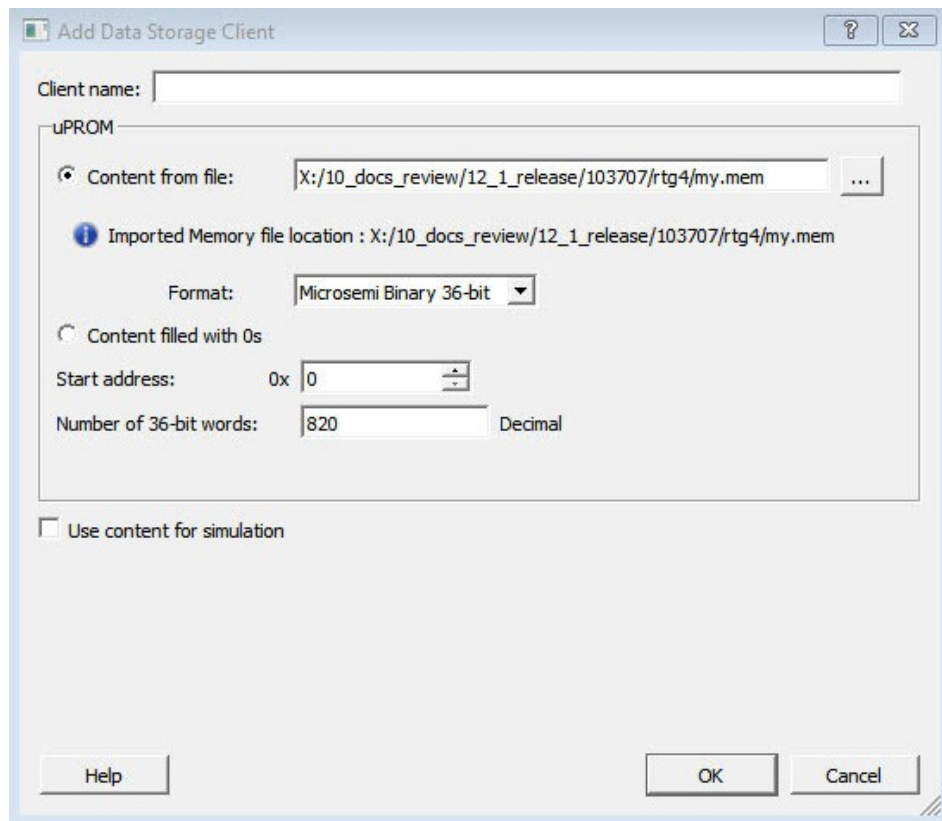 Add Data Storage Client
Client name:
uPROM
Content from file: X:/10_docs_review/12_1_release/103707/rtg4/my.mem ...
Imported Memory file location : X:/10_docs_review/12_1_release/103707/rtg4/my.mem
Format: Microsemi Binary 36-bit
Content filled with 0s
Start address: 0x 0
Number of 36-bit words: 820 Decimal
Use content for simulation
Help OK Cancel